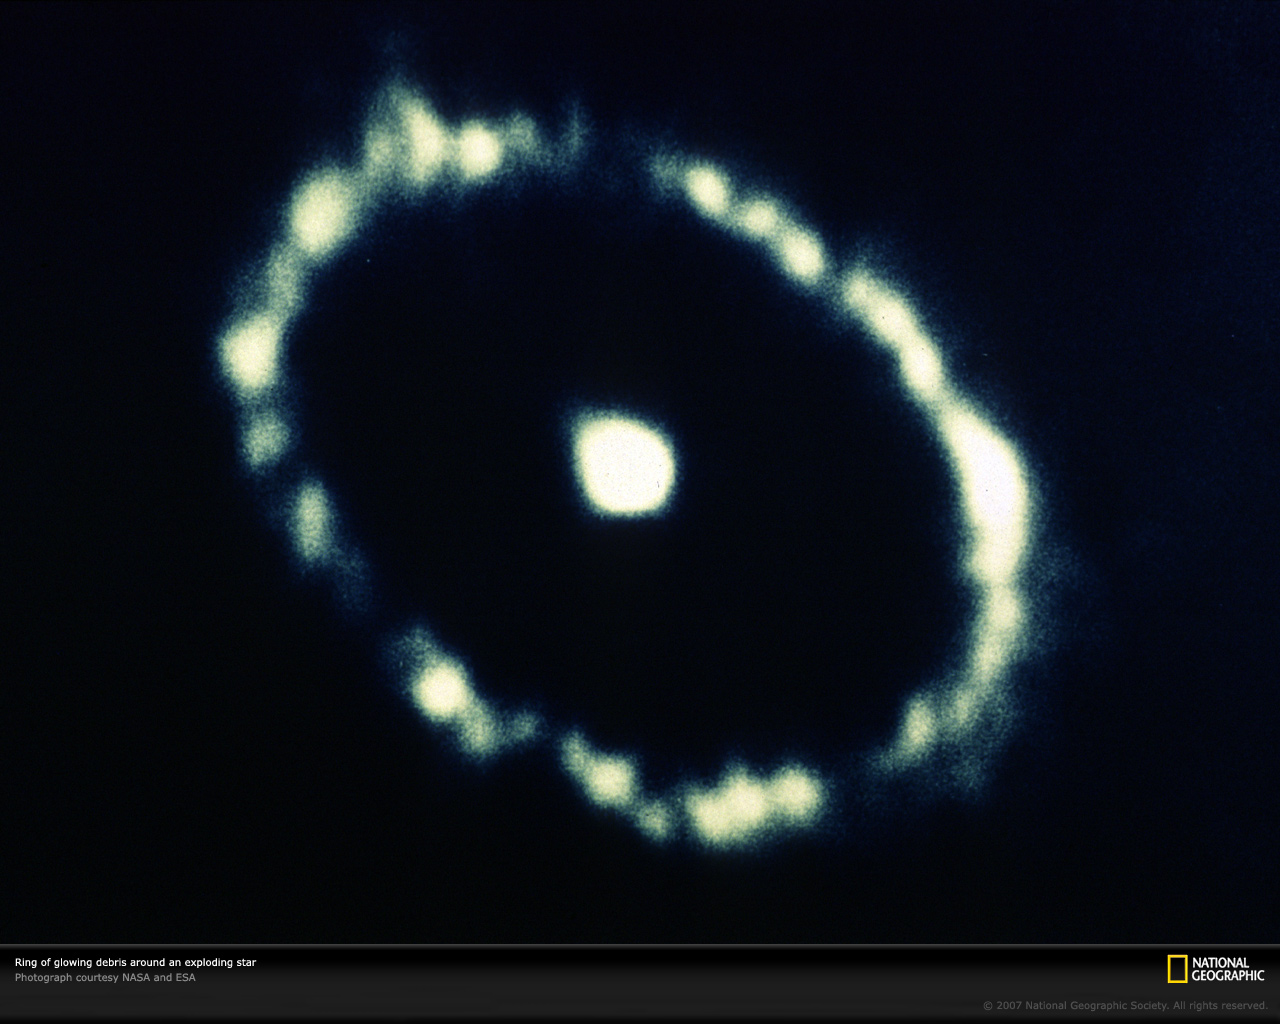 Ring of glowing debris around an exploding star
Photograph courtesy NASA and ESA
NATIONAL
GEOGRAPHIC
© 2007 National Geographic Society. All rights reserved.